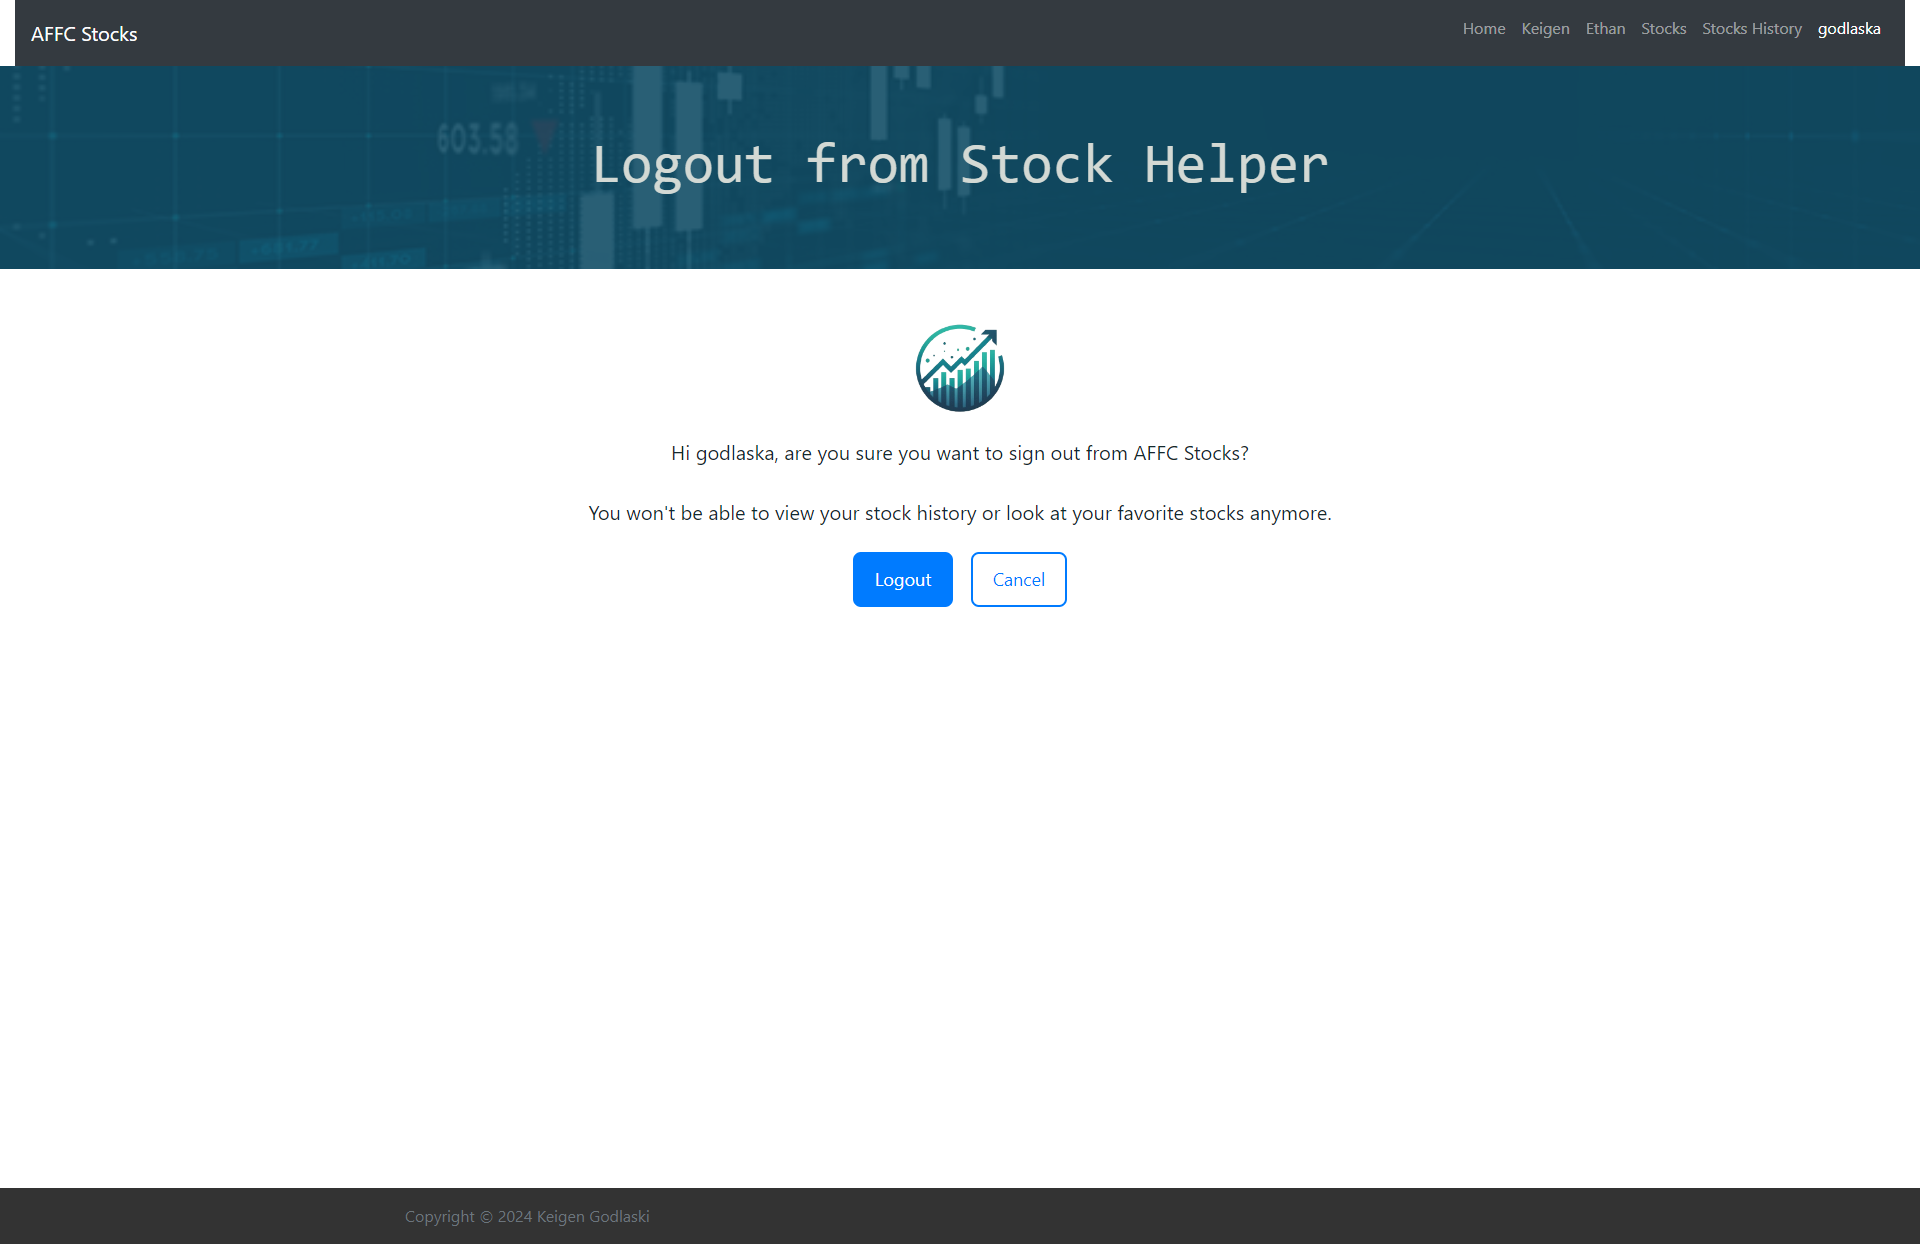 AFFC Stocks
Home Keigen Ethan Stocks Stocks History godlaska
603.58
Logout from Stock Helper
Hi godlaska, are you sure you want to sign out from AFFC Stocks?
You won't be able to view your stock history or look at your favorite stocks anymore.
Logout Cancel
Copyright © 2024 Keigen Godlaski